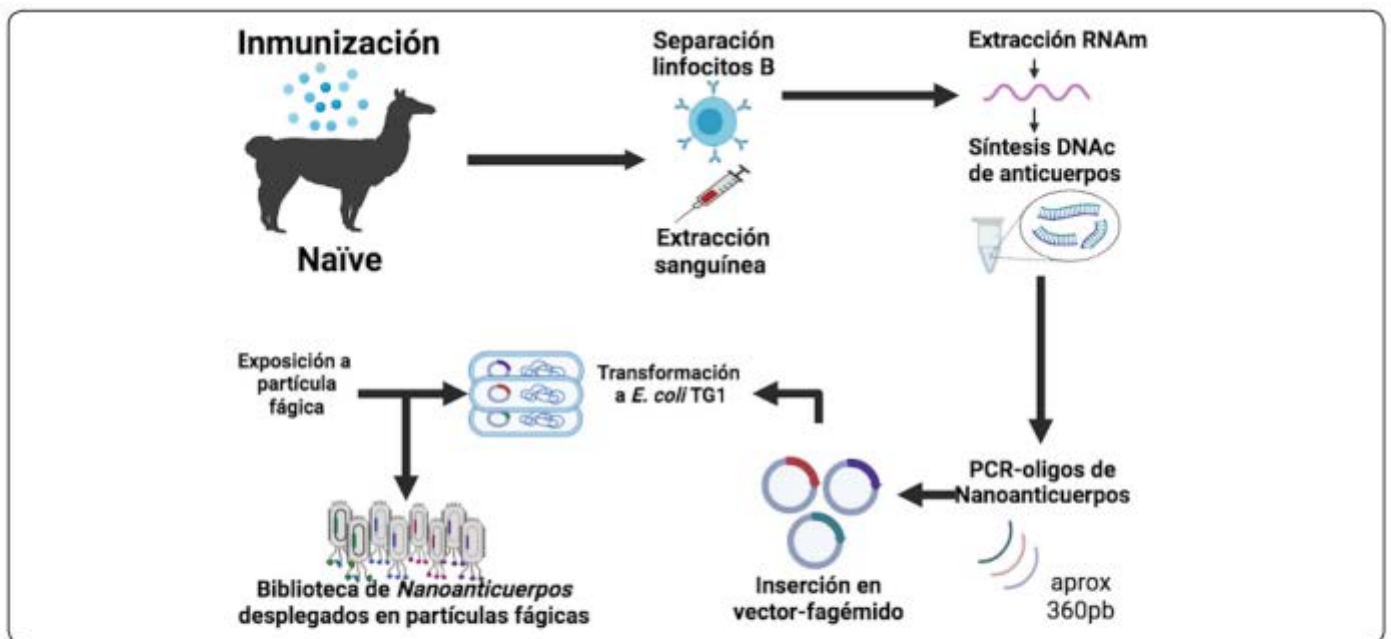 Inmunización
Naïve
Separación
linfocitos B
Extracción
sanguínea
Extracción RNAm
Síntesis DNAc
de anticuerpos
PCR-oligos de
Nanoanticuerpos
aprox
360pb
Inserción en
vector-fagémido
Transformación
a E. coli TG1
Exposición a
partícula
fágica
Biblioteca de Nanoanticuerpos
desplegados en partículas fágicas